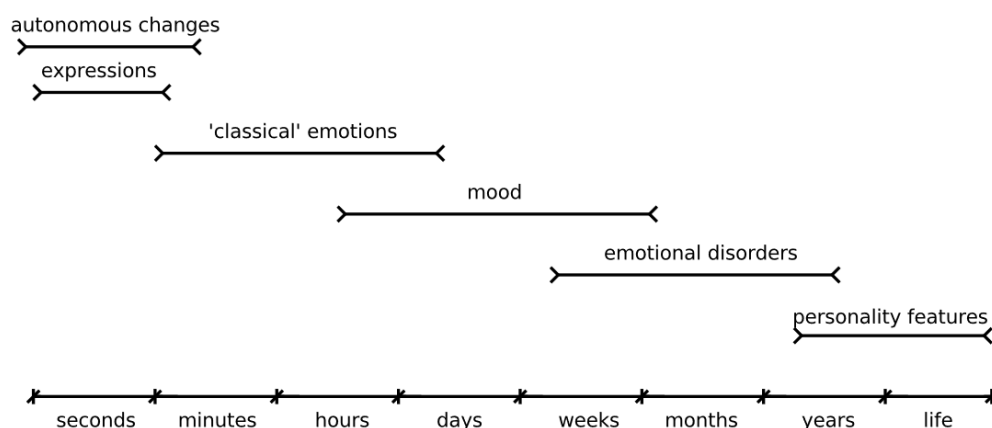 autonomous changes
expressions
'classical' emotions
mood
emotional disorders
personality features
seconds minutes hours days weeks months years life